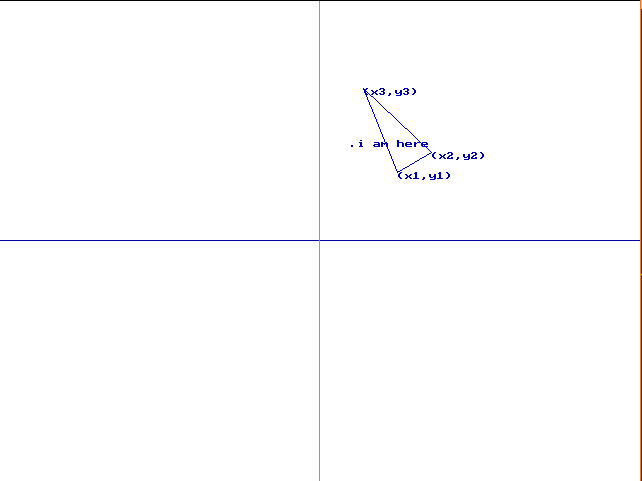 (x3,y3)
.i am here
(x2,y2)
(x1,y1)